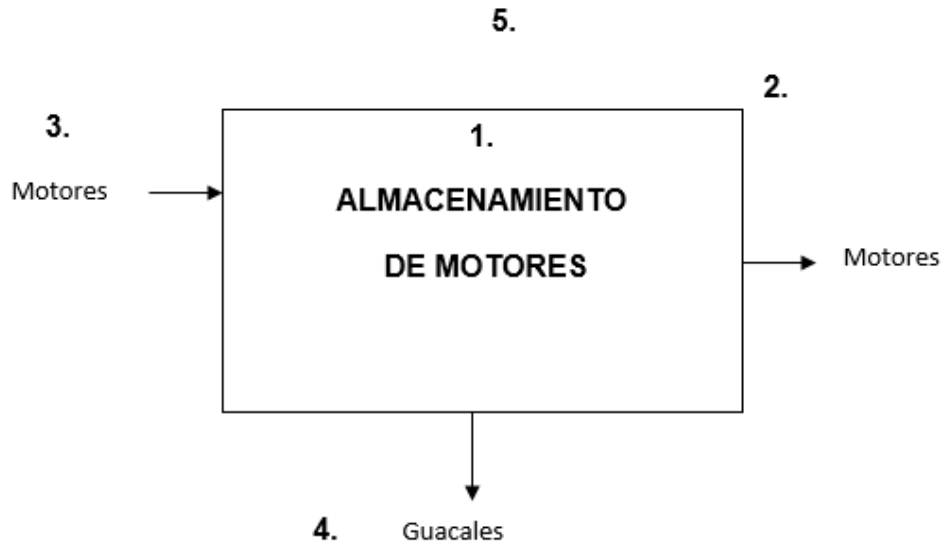 5.
2.
3.
1.
Motores
ALMACENAMIENTO
DE MOTORES
Motores
4. Guacales